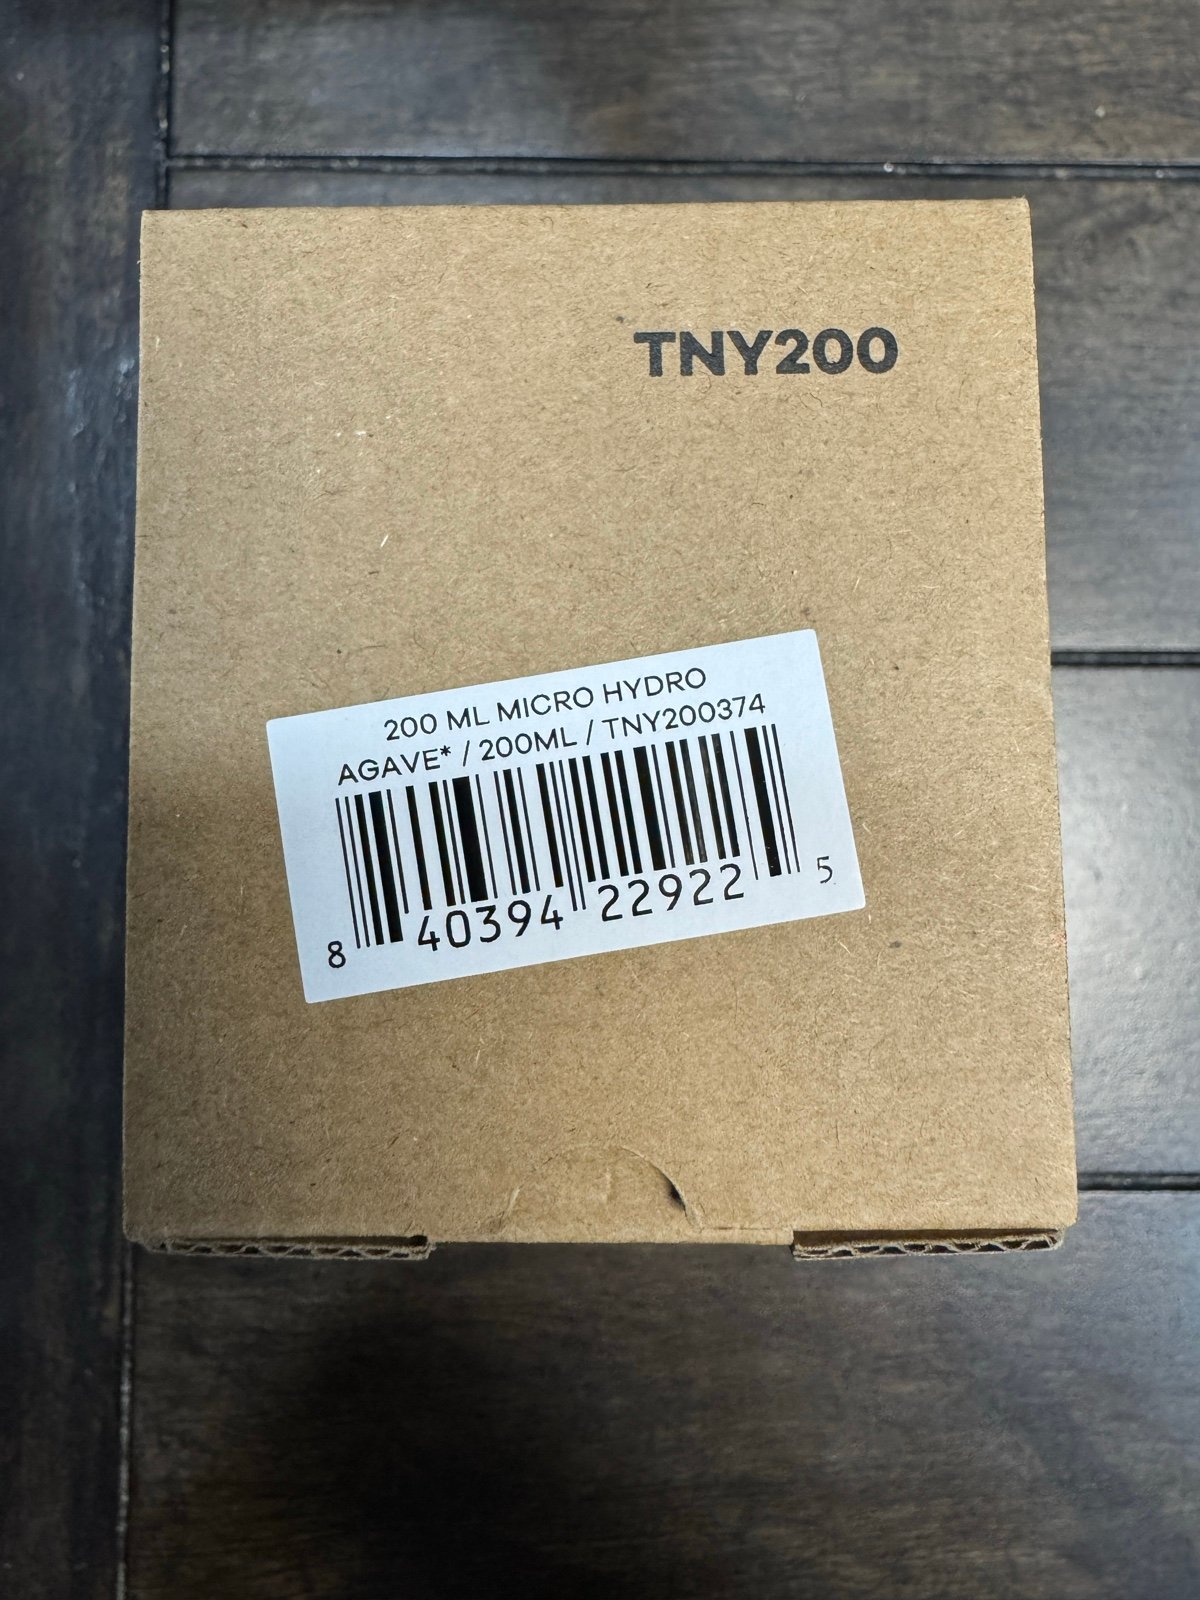 TNY200
200 ML MICRO HYDRO
AGAVE* / 200ML / TNY200374
8 40394 22922 5